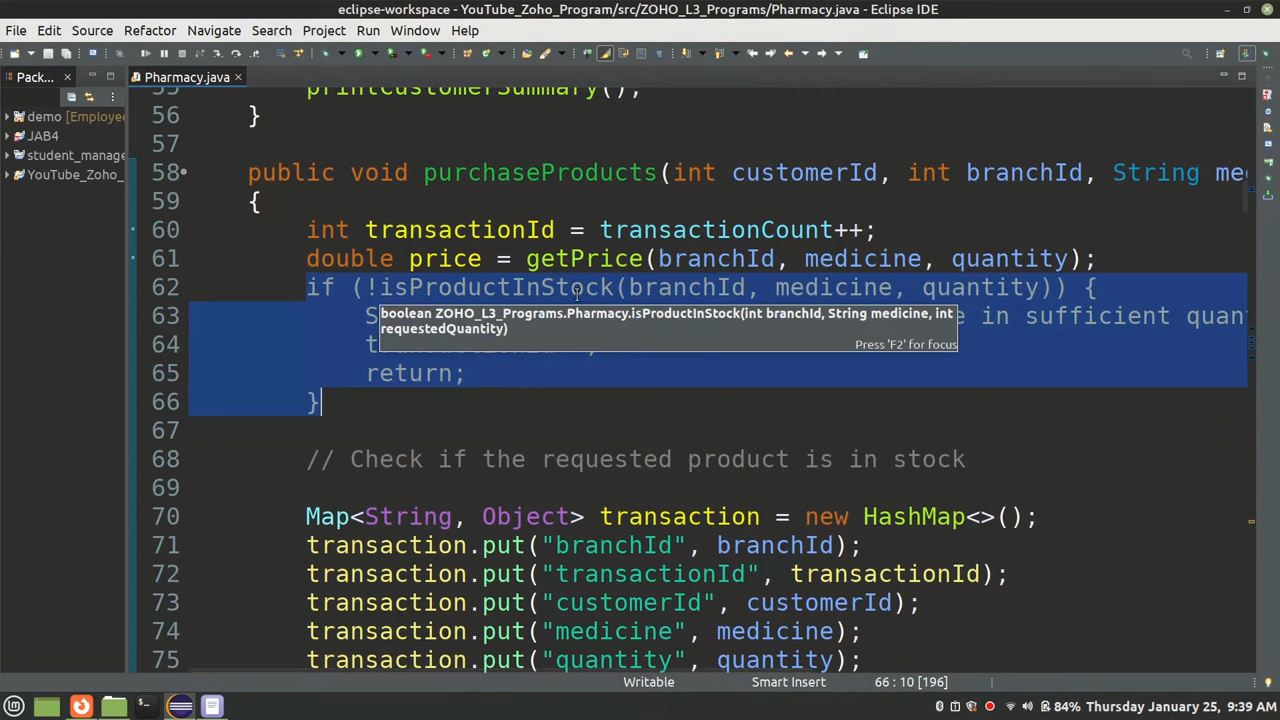 eclipse-workspace - YouTube_Zoho_Program/src/ZOHO_L3_Programs/Pharmacy.java - Eclipse IDE
File Edit Source Refactor Navigate Search Project Run Window Help
Pack...
Pharmacy.java
demo [Employee
JAB4
student_manage
YouTube_Zoho_
55 printCustomerSummary();
56 }
57
58 public void purchaseProducts(int customerId, int branchId, String me
59 {
60 int transactionId = transactionCount++;
61 double price = getPrice(branchId, medicine, quantity);
62 if (!isProductInStock(branchId, medicine, quantity)) {
63 S e in sufficient quan
boolean ZOHO_L3_Programs.Pharmacy.isProductInStock(int branchId, String medicine, int
requestedQuantity)
Press 'F2' for focus
64
65 return;
66 }
67
68 // Check if the requested product is in stock
69
70 Map<String, Object> transaction = new HashMap<>();
71 transaction.put("branchId", branchId);
72 transaction.put("transactionId", transactionId);
73 transaction.put("customerId", customerId);
74 transaction.put("medicine", medicine);
75 transaction.put("quantity", quantity);
Writable Smart Insert 66 : 10 [196]
84% Thursday January 25, 9:39 AM